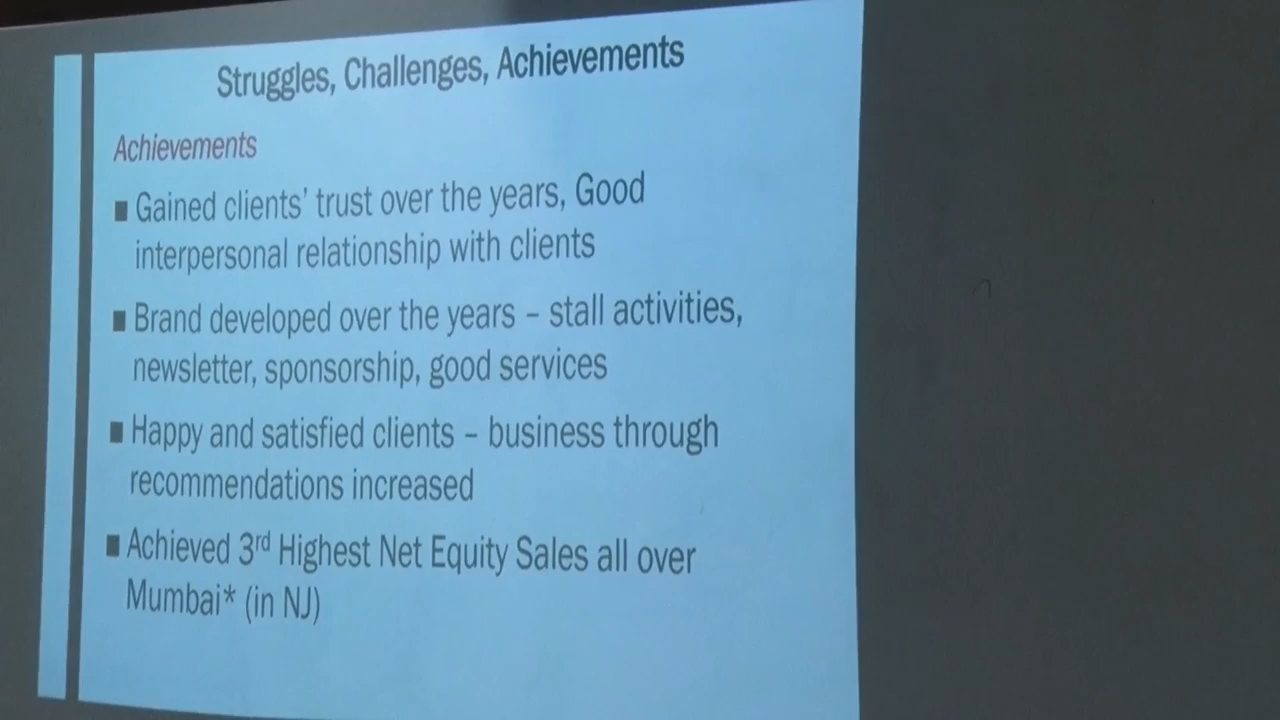 Struggles, Challenges, Achievements
Achievements
■ Gained clients’ trust over the years, Good
interpersonal relationship with clients
■ Brand developed over the years – stall activities,
newsletter, sponsorship, good services
■ Happy and satisfied clients – business through
recommendations increased
■ Achieved 3rd Highest Net Equity Sales all over
Mumbai* (in NJ)